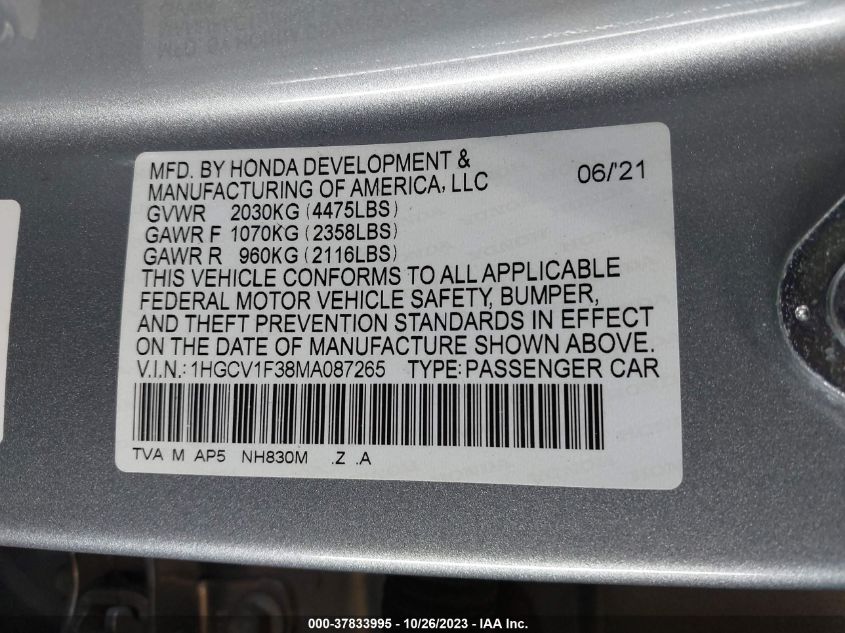 MFD. BY HONDA DEVELOPMENT &
MANUFACTURING OF AMERICA, LLC 06/'21
GVWR 2030KG (4475LBS)
GAWR F 1070KG (2358LBS)
GAWR R 960KG (2116LBS)
THIS VEHICLE CONFORMS TO ALL APPLICABLE
FEDERAL MOTOR VEHICLE SAFETY, BUMPER,
AND THEFT PREVENTION STANDARDS IN EFFECT
ON THE DATE OF MANUFACTURE SHOWN ABOVE.
V.I.N.: 1HGCV1F38MA087265 TYPE: PASSENGER CAR
TVA M AP5 NH830M .Z .A
000-37833995 - 10/26/2023 - IAA Inc.